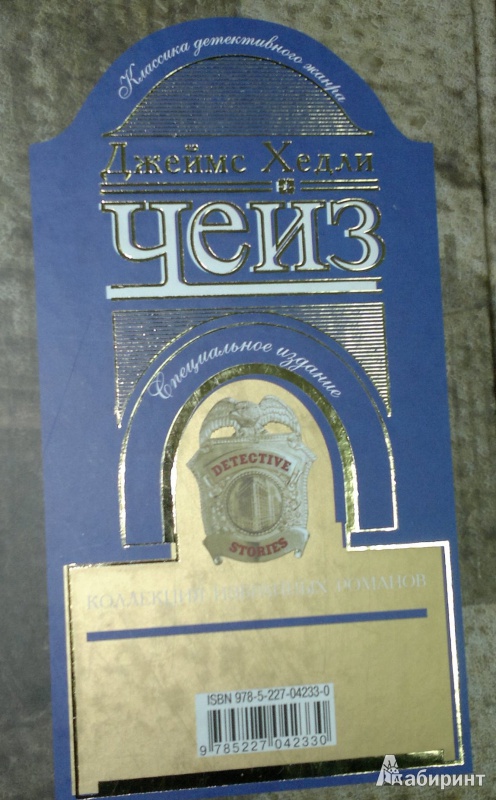 Классика детективного жанра
Джеймс Хедли
Чейз
Специальное издание
DETECTIVE
STORIES
КОЛЛЕКЦИЯ РОМАНОВ
ISBN 978-5-227-04233-0
9 785227 042330
Лабиринт